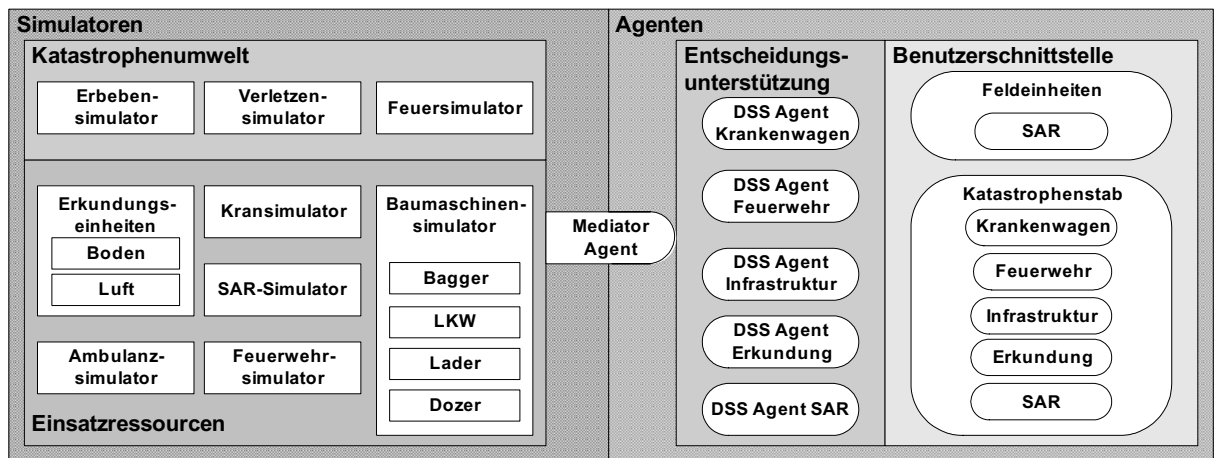 Simulatoren
Katastrophenumwelt
Erbeben-
simulator
Verletzen-
simulator
Feuersimulator
Erkundungs-
einheiten
Boden
Luft
Kransimulator
SAR-Simulator
Baumaschinen-
simulator
Bagger
LKW
Lader
Dozer
Ambulanz-
simulator
Feuerwehr-
simulator
Einsatzressourcen
Mediator
Agent
Agenten
Entscheidungs-
unterstützung
DSS Agent
Krankenwagen
DSS Agent
Feuerwehr
DSS Agent
Infrastruktur
DSS Agent
Erkundung
DSS Agent SAR
Benutzerschnittstelle
Feldeinheiten
SAR
Katastrophenstab
Krankenwagen
Feuerwehr
Infrastruktur
Erkundung
SAR